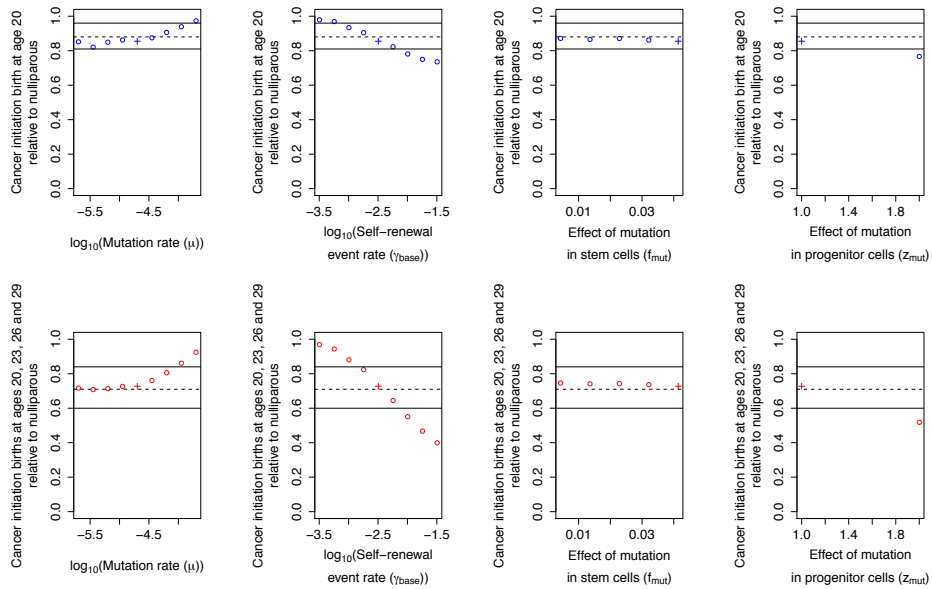 Cancer initiation birth at age 20
relative to nulliparous
0.0 0.2 0.4 0.6 0.8 1.0
−5.5 −4.5
log10(Mutation rate (μ))
Cancer initiation birth at age 20
relative to nulliparous
0.0 0.2 0.4 0.6 0.8 1.0
−3.5 −2.5 −1.5
log10(Self−renewal
event rate (γbase))
Cancer initiation birth at age 20
relative to nulliparous
0.0 0.2 0.4 0.6 0.8 1.0
0.01 0.03
Effect of mutation
in stem cells (fmut)
Cancer initiation birth at age 20
relative to nulliparous
0.0 0.2 0.4 0.6 0.8 1.0
1.0 1.4 1.8
Effect of mutation
in progenitor cells (zmut)
Cancer initiation births at ages 20, 23, 26 and 29
relative to nulliparous
0.0 0.2 0.4 0.6 0.8 1.0
−5.5 −4.5
log10(Mutation rate (μ))
Cancer initiation births at ages 20, 23, 26 and 29
relative to nulliparous
0.0 0.2 0.4 0.6 0.8 1.0
−3.5 −2.5 −1.5
log10(Self−renewal
event rate (γbase))
Cancer initiation births at ages 20, 23, 26 and 29
relative to nulliparous
0.0 0.2 0.4 0.6 0.8 1.0
0.01 0.03
Effect of mutation
in stem cells (fmut)
Cancer initiation births at ages 20, 23, 26 and 29
relative to nulliparous
0.0 0.2 0.4 0.6 0.8 1.0
1.0 1.4 1.8
Effect of mutation
in progenitor cells (zmut)